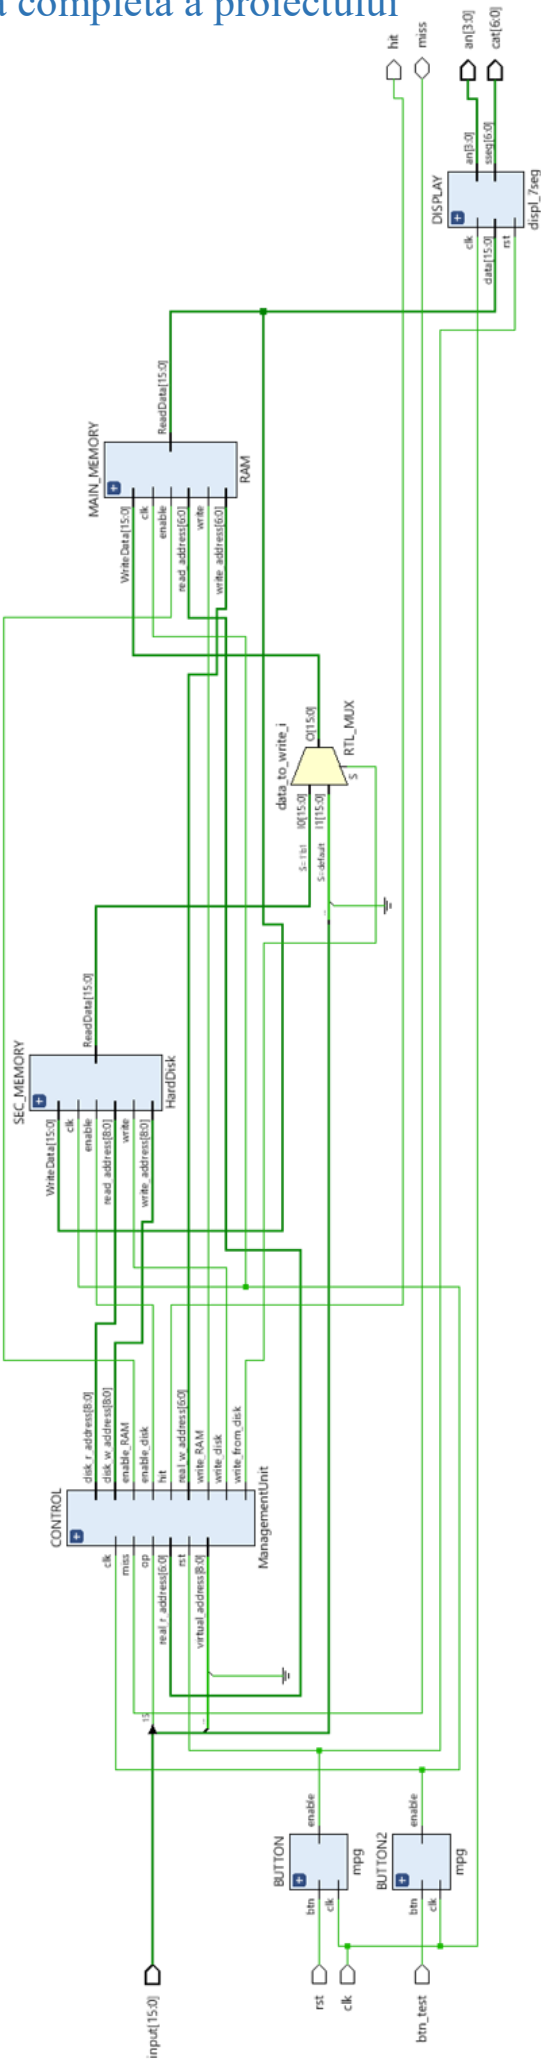 completă a proiectului
hit
miss
an[3:0]
cat[6:0]
an[3:0]
sseg[6:0]
DISPLAY
displ_7seg
clk
data[15:0]
rst
ReadData[15:0]
MAIN_MEMORY
RAM
WriteData[15:0]
clk
enable
read_address[6:0]
write
write_address[6:0]
data_to_write_i
O[15:0]
RTL_MUX
S
I0[15:0]
I1[15:0]
S=1'b1
S=default
ReadData[15:0]
SEC_MEMORY
HardDisk
WriteData[15:0]
clk
enable
read_address[8:0]
write
write_address[8:0]
disk_r_address[8:0]
disk_w_address[8:0]
enable_RAM
enable_disk
hit
real_w_address[6:0]
write_RAM
write_disk
write_from_disk
CONTROL
ManagementUnit
clk
miss
op
real_r_address[6:0]
rst
virtual_address[8:0]
15
enable
enable
BUTTON
mpg
BUTTON2
mpg
btn
clk
btn
clk
input[15:0]
rst
clk
btn_test